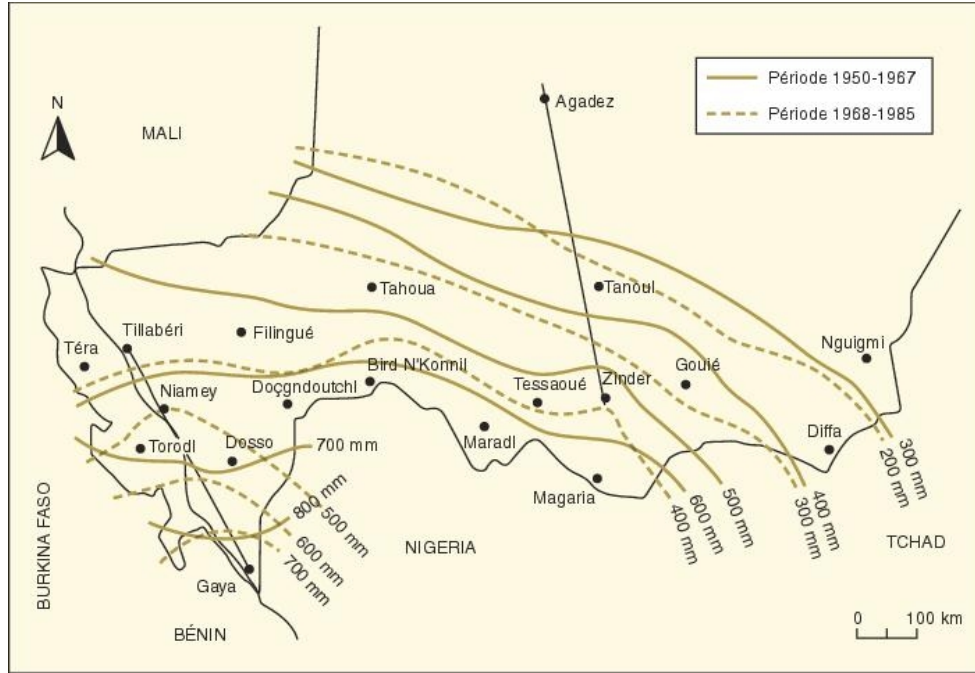 Période 1950-1967
Période 1968-1985
N
MALI
Agadez
Tahoua
Tanoul
Tillabéri
Filingué
Téra
Bird N'Konnil
Nguigmi
Gouié
Niamey
Doçgndoutchl
Tessaoué
Zinder
Torodl
Dosso
700 mm
Maradl
Diffa
Magaria
800 mm
500 mm
600 mm
700 mm
400 mm
600 mm
500 mm
300 mm
400 mm
200 mm
300 mm
BURKINA FASO
NIGERIA
TCHAD
Gaya
BÉNIN
0 100 km